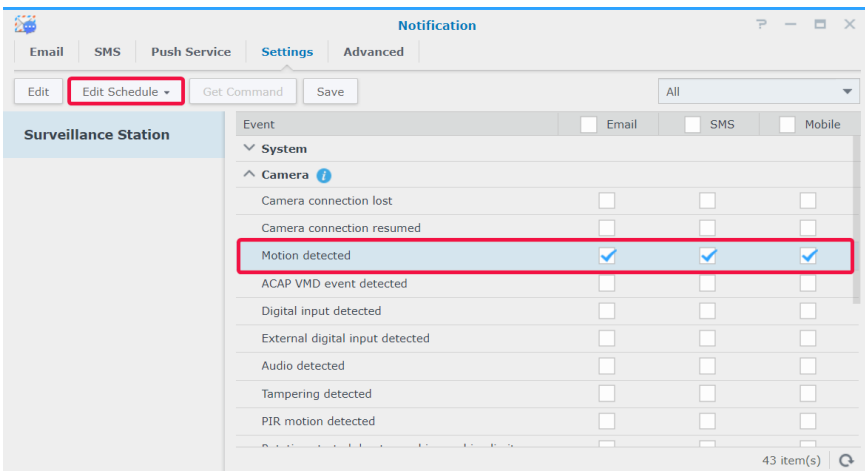 Notification
Email SMS Push Service Settings Advanced
Edit Edit Schedule Get Command Save All
Surveillance Station
Event Email SMS Mobile
System
Camera
Camera connection lost
Camera connection resumed
Motion detected
ACAP VMD event detected
Digital input detected
External digital input detected
Audio detected
Tampering detected
PIR motion detected
43 item(s)